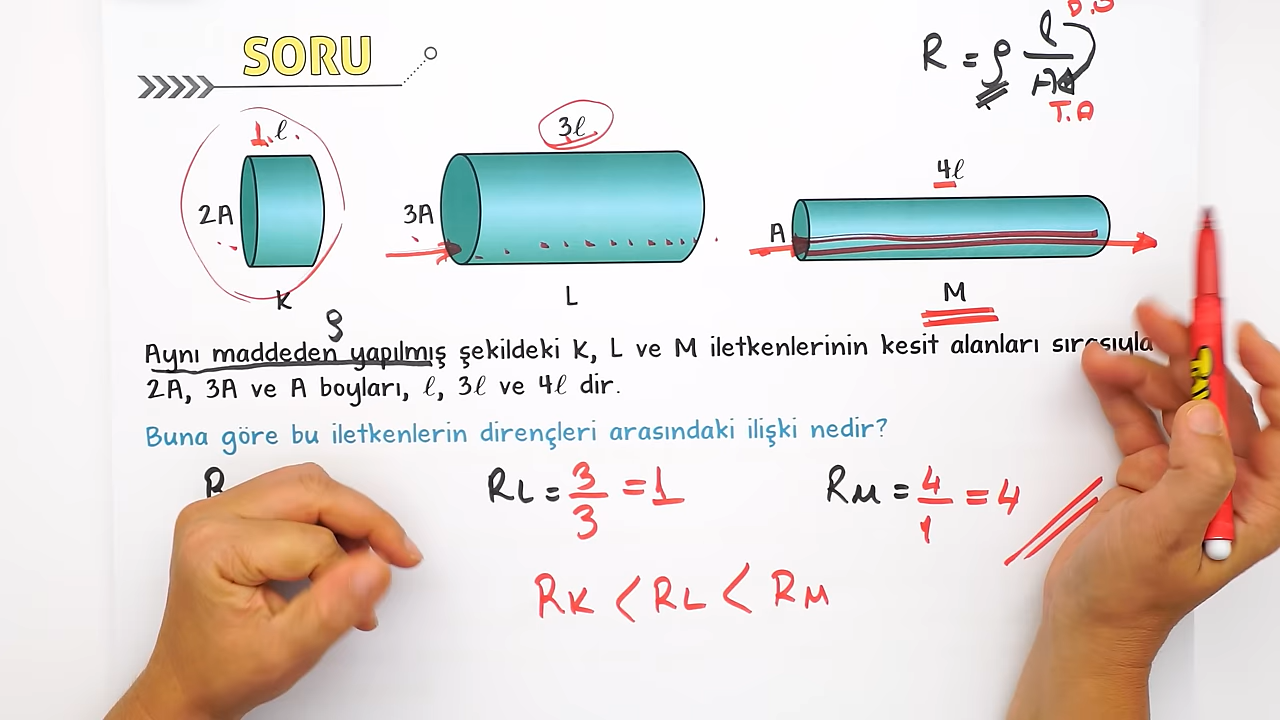 SORU
D.O
R = ρ l / A
T.A
1.l.
3l
4l
2A
3A
A
K
L
M
ρ
Aynı maddeden yapılmış şekildeki K, L ve M iletkenlerinin kesit alanları sırasıyla
2A, 3A ve A boyları, l, 3l ve 4l dir.
Buna göre bu iletkenlerin dirençleri arasındaki ilişki nedir?
R
RL = 3/3 = 1
RM = 4/1 = 4
RK < RL < RM